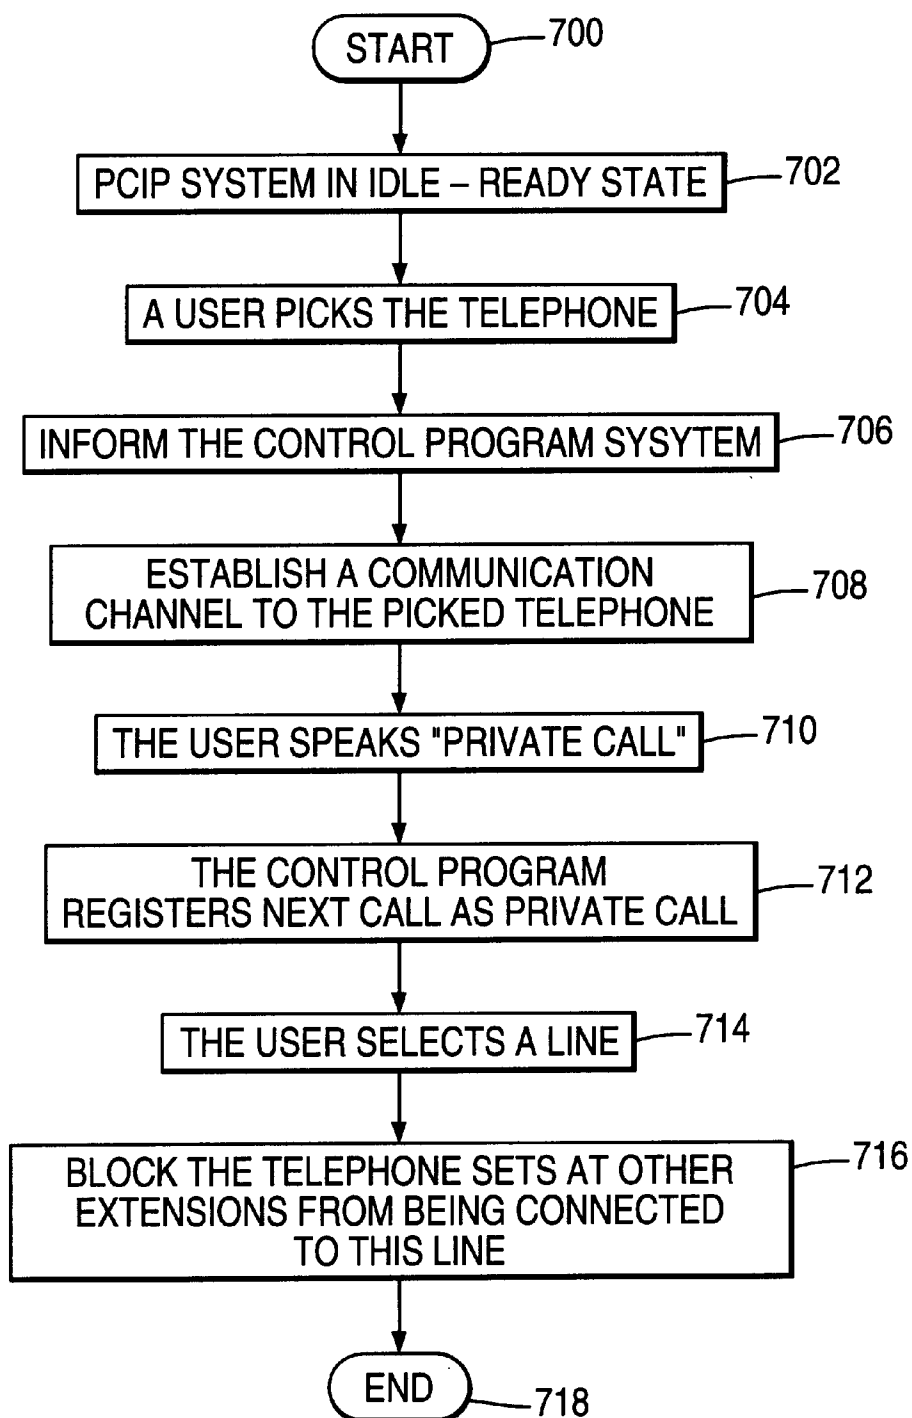 START
700
PCIP SYSTEM IN IDLE – READY STATE
702
A USER PICKS THE TELEPHONE
704
INFORM THE CONTROL PROGRAM SYSYTEM
706
ESTABLISH A COMMUNICATION
CHANNEL TO THE PICKED TELEPHONE
708
THE USER SPEAKS "PRIVATE CALL"
710
THE CONTROL PROGRAM
REGISTERS NEXT CALL AS PRIVATE CALL
712
THE USER SELECTS A LINE
714
BLOCK THE TELEPHONE SETS AT OTHER
EXTENSIONS FROM BEING CONNECTED
TO THIS LINE
716
END
718